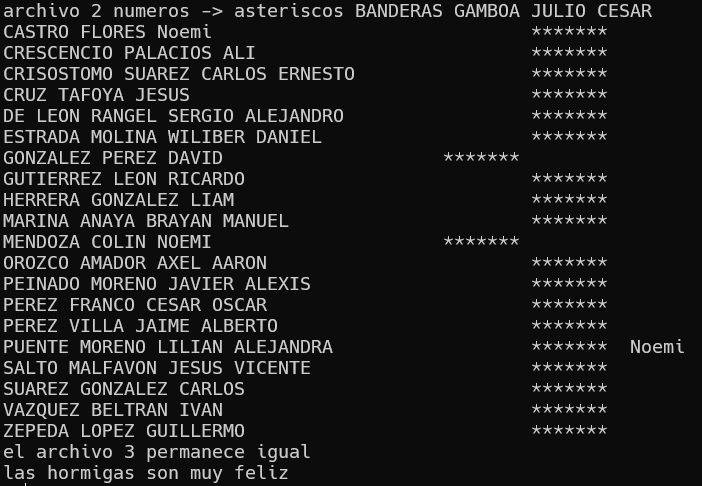 archivo 2 numeros -> asteriscos BANDERAS GAMBOA JULIO CESAR
CASTRO FLORES Noemi *******
CRESCENCIO PALACIOS ALI *******
CRISOSTOMO SUAREZ CARLOS ERNESTO *******
CRUZ TAFOYA JESUS *******
DE LEON RANGEL SERGIO ALEJANDRO *******
ESTRADA MOLINA WILIBER DANIEL *******
GONZALEZ PEREZ DAVID *******
GUTIERREZ LEON RICARDO *******
HERRERA GONZALEZ LIAM *******
MARINA ANAYA BRAYAN MANUEL *******
MENDOZA COLIN NOEMI *******
OROZCO AMADOR AXEL AARON *******
PEINADO MORENO JAVIER ALEXIS *******
PEREZ FRANCO CESAR OSCAR *******
PEREZ VILLA JAIME ALBERTO *******
PUENTE MORENO LILIAN ALEJANDRA ******* Noemi
SALTO MALFAVON JESUS VICENTE *******
SUAREZ GONZALEZ CARLOS *******
VAZQUEZ BELTRAN IVAN *******
ZEPEDA LOPEZ GUILLERMO *******
el archivo 3 permanece igual
las hormigas son muy feliz